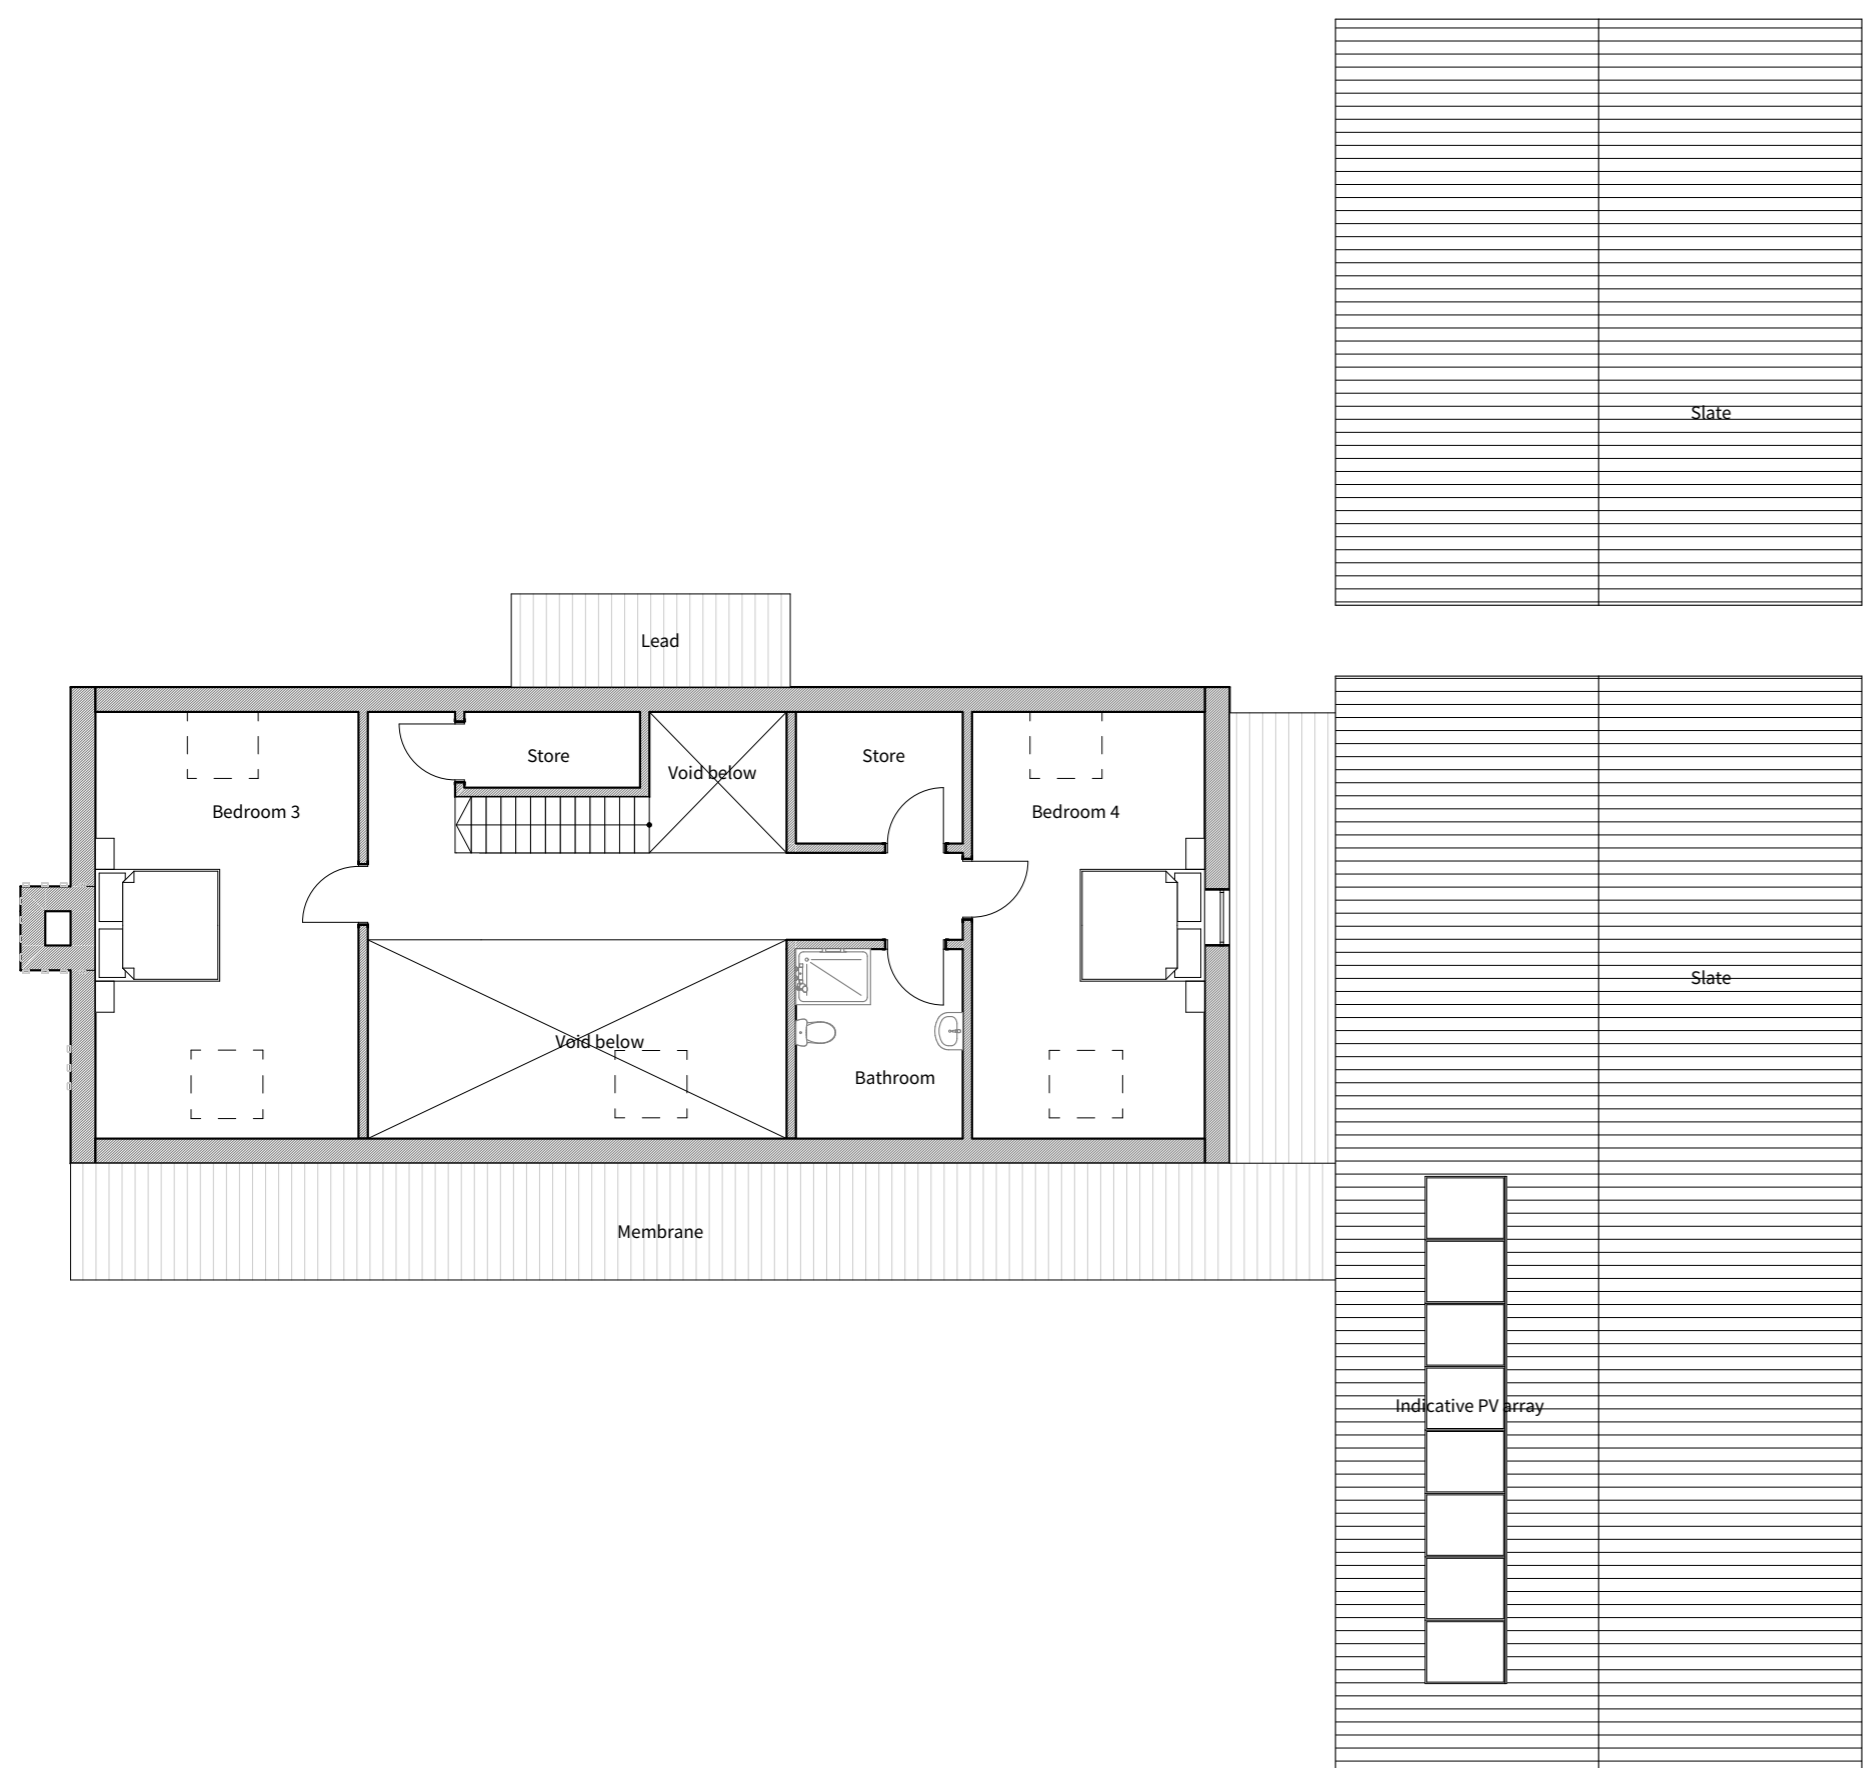 Slate
Lead
Store
Void below
Store
Bedroom 3
Bedroom 4
Slate
Void below
Bathroom
Membrane
Indicative PV array